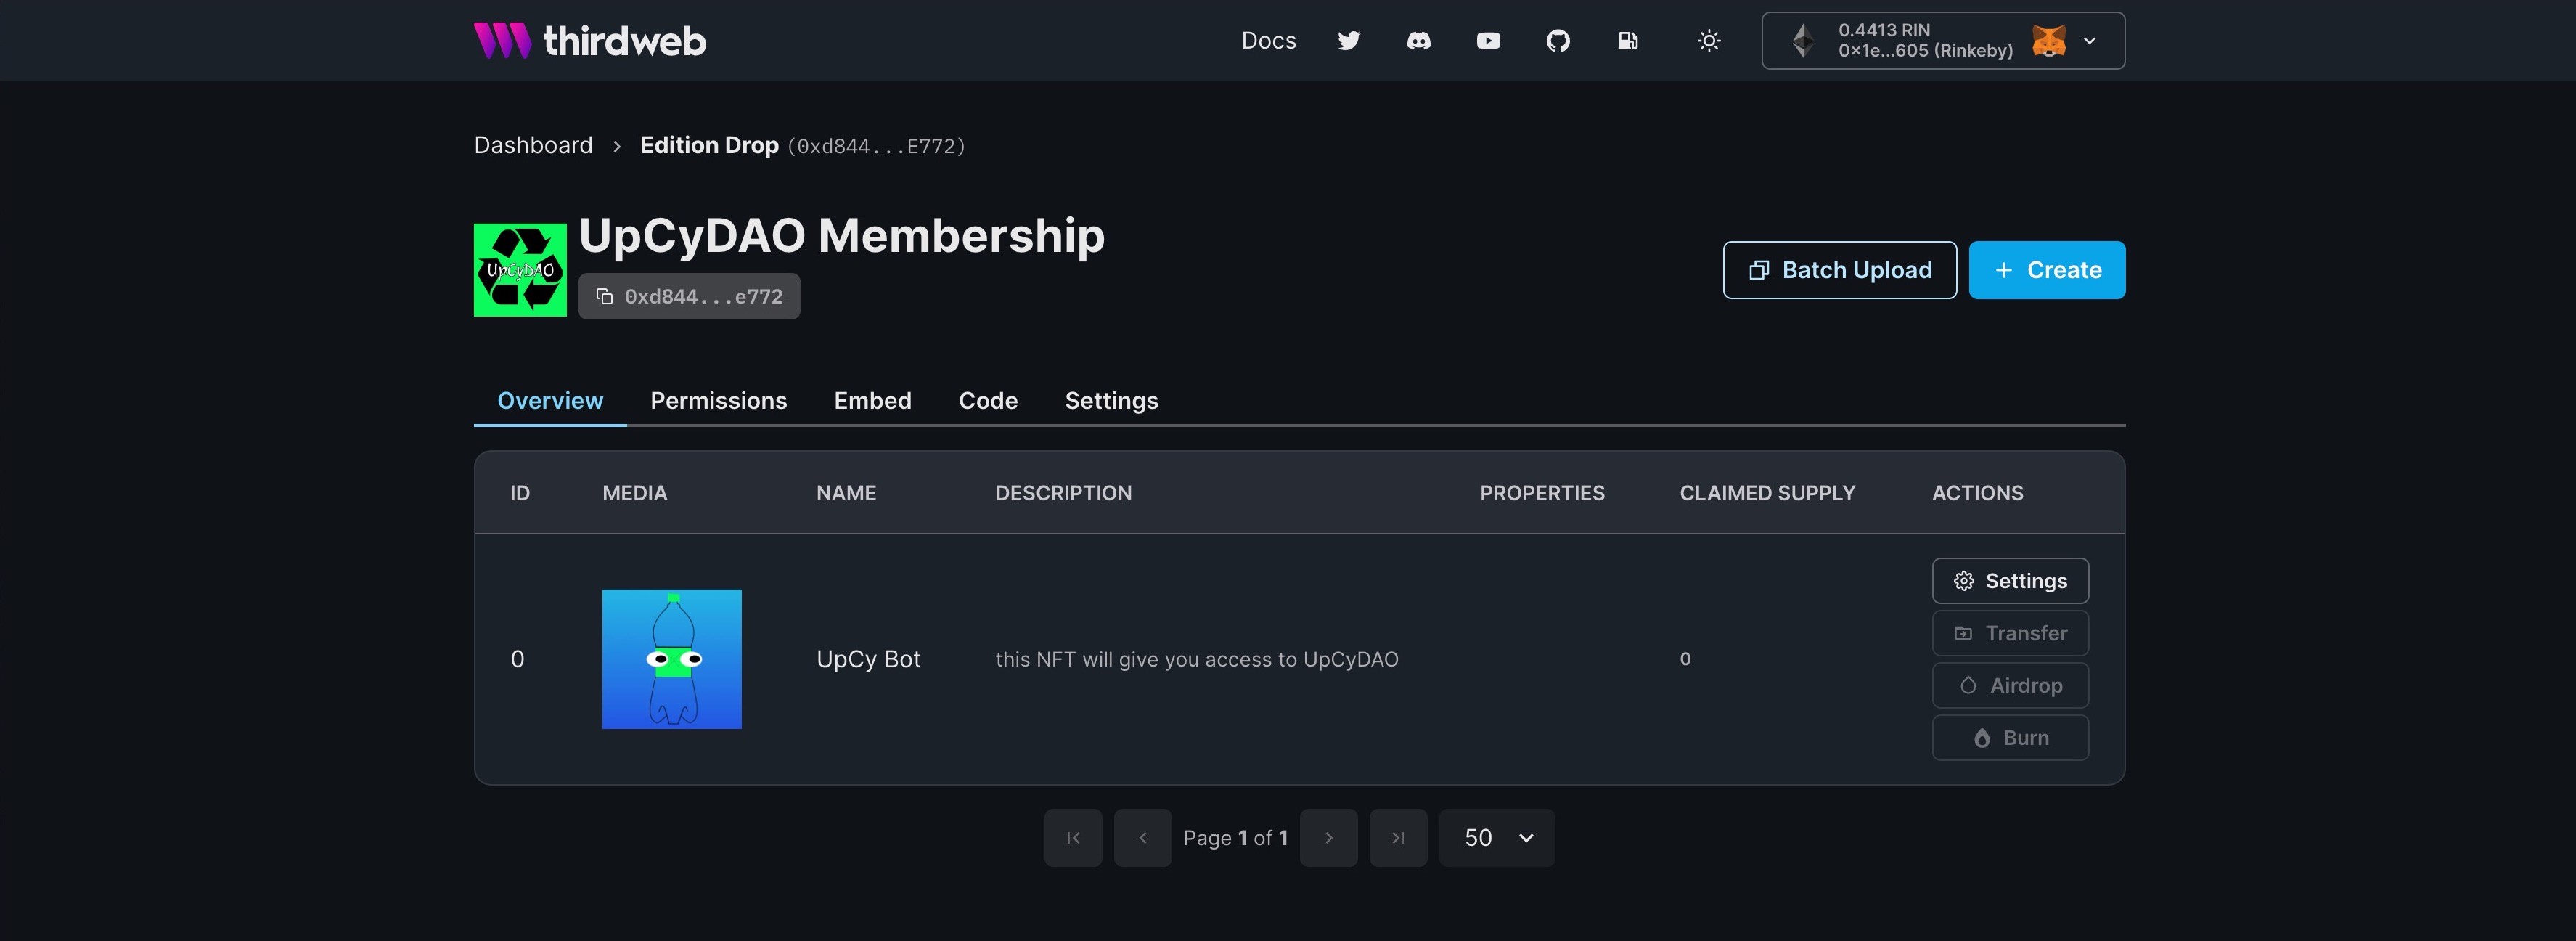 thirdweb
Docs
0.4413 RIN
0x1e...605 (Rinkeby)
Dashboard › Edition Drop (0xd844...E772)
UpCyDAO
UpCyDAO Membership
0xd844...e772
Batch Upload
+ Create
Overview Permissions Embed Code Settings
ID MEDIA NAME DESCRIPTION PROPERTIES CLAIMED SUPPLY ACTIONS
0 UpCy Bot this NFT will give you access to UpCyDAO 0
Settings
Transfer
Airdrop
Burn
Page 1 of 1
50